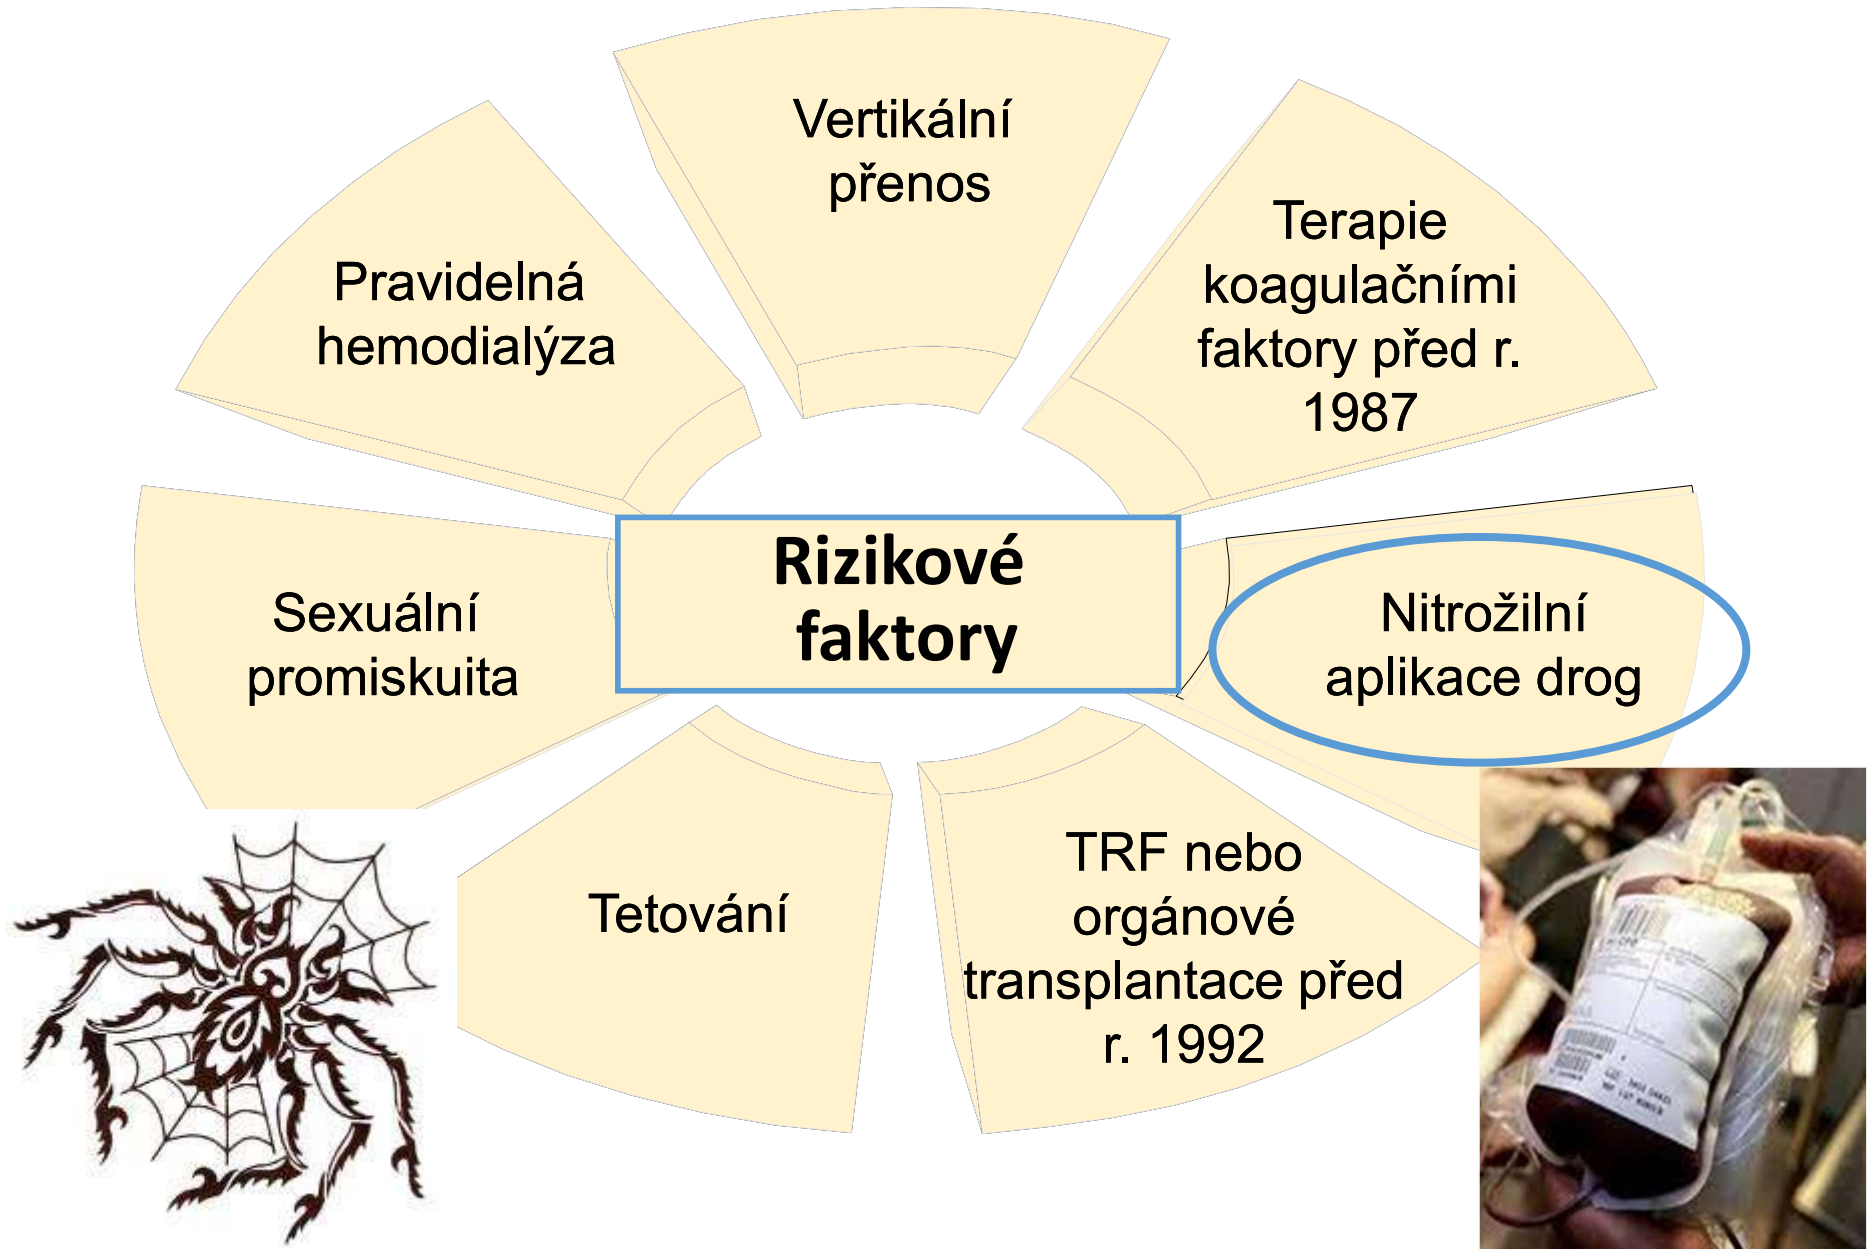 Vertikální
přenos
Terapie
koagulačními
faktory před r.
1987
Pravidelná
hemodialýza
Rizikové
faktory
Nitrožilní
aplikace drog
Sexuální
promiskuita
Tetování
TRF nebo
orgánové
transplantace před
r. 1992